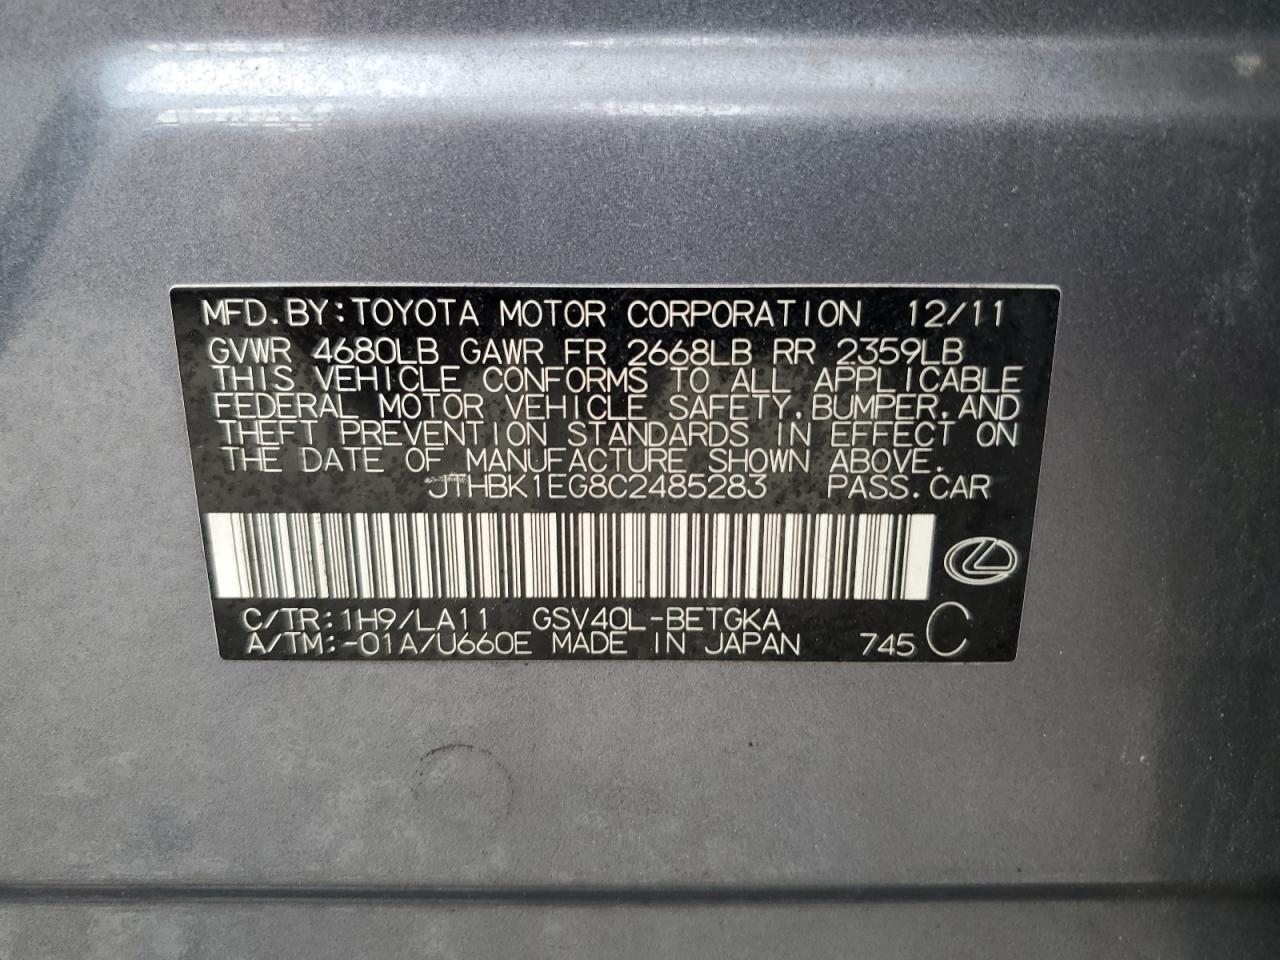 MFD.BY:TOYOTA MOTOR CORPORATION 12/11
GVWR 4680LB GAWR FR 2668LB RR 2359LB
THIS VEHICLE CONFORMS TO ALL APPLICABLE
FEDERAL MOTOR VEHICLE SAFETY,BUMPER,AND
THEFT PREVENTION STANDARDS IN EFFECT ON
THE DATE OF MANUFACTURE SHOWN ABOVE.
JTHBK1EG8C2485283 PASS.CAR
C/TR:1H9/LA11 GSV40L-BETGKA
A/TM:-01A/U660E MADE IN JAPAN 745 C